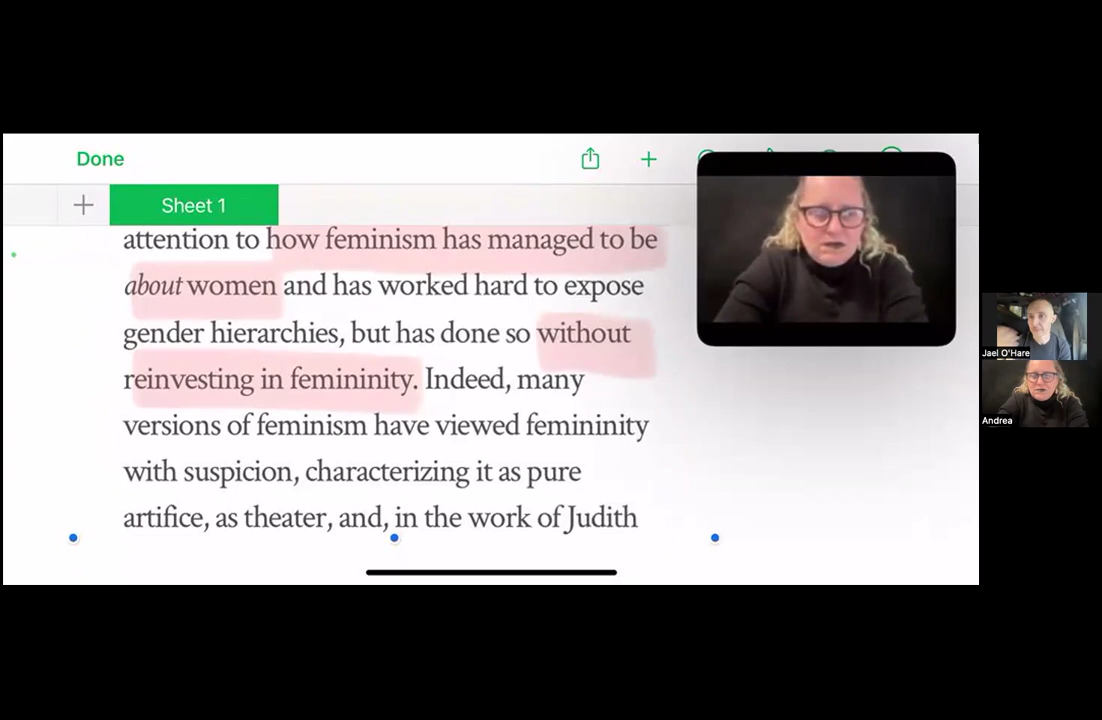 Done
Sheet 1
attention to how feminism has managed to be
about women and has worked hard to expose
gender hierarchies, but has done so without
reinvesting in femininity. Indeed, many
versions of feminism have viewed femininity
with suspicion, characterizing it as pure
artifice, as theater, and, in the work of Judith
Jael O'Hare
Andrea